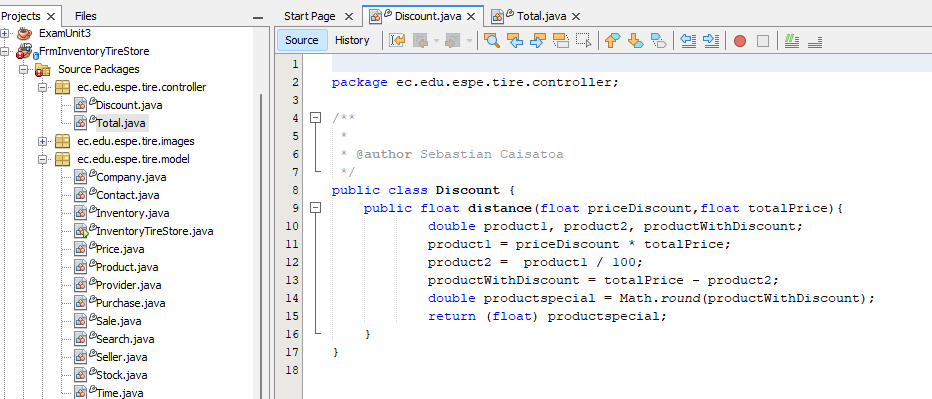 Projects Files
ExamUnit3
FrmInventoryTireStore
Source Packages
ec.edu.espe.tire.controller
Discount.java
Total.java
ec.edu.espe.tire.images
ec.edu.espe.tire.model
Company.java
Contact.java
Inventory.java
InventoryTireStore.java
Price.java
Product.java
Provider.java
Purchase.java
Sale.java
Search.java
Seller.java
Stock.java
Time.java
Start Page Discount.java Total.java
Source History
1
2 package ec.edu.espe.tire.controller;
3
4 /**
5 *
6 * @author Sebastian Caisatoa
7 */
8 public class Discount {
9 public float distance(float priceDiscount,float totalPrice){
10 double product1, product2, productWithDiscount;
11 product1 = priceDiscount * totalPrice;
12 product2 =  product1 / 100;
13 productWithDiscount = totalPrice - product2;
14 double productspecial = Math.round(productWithDiscount);
15 return (float) productspecial;
16 }
17 }
18